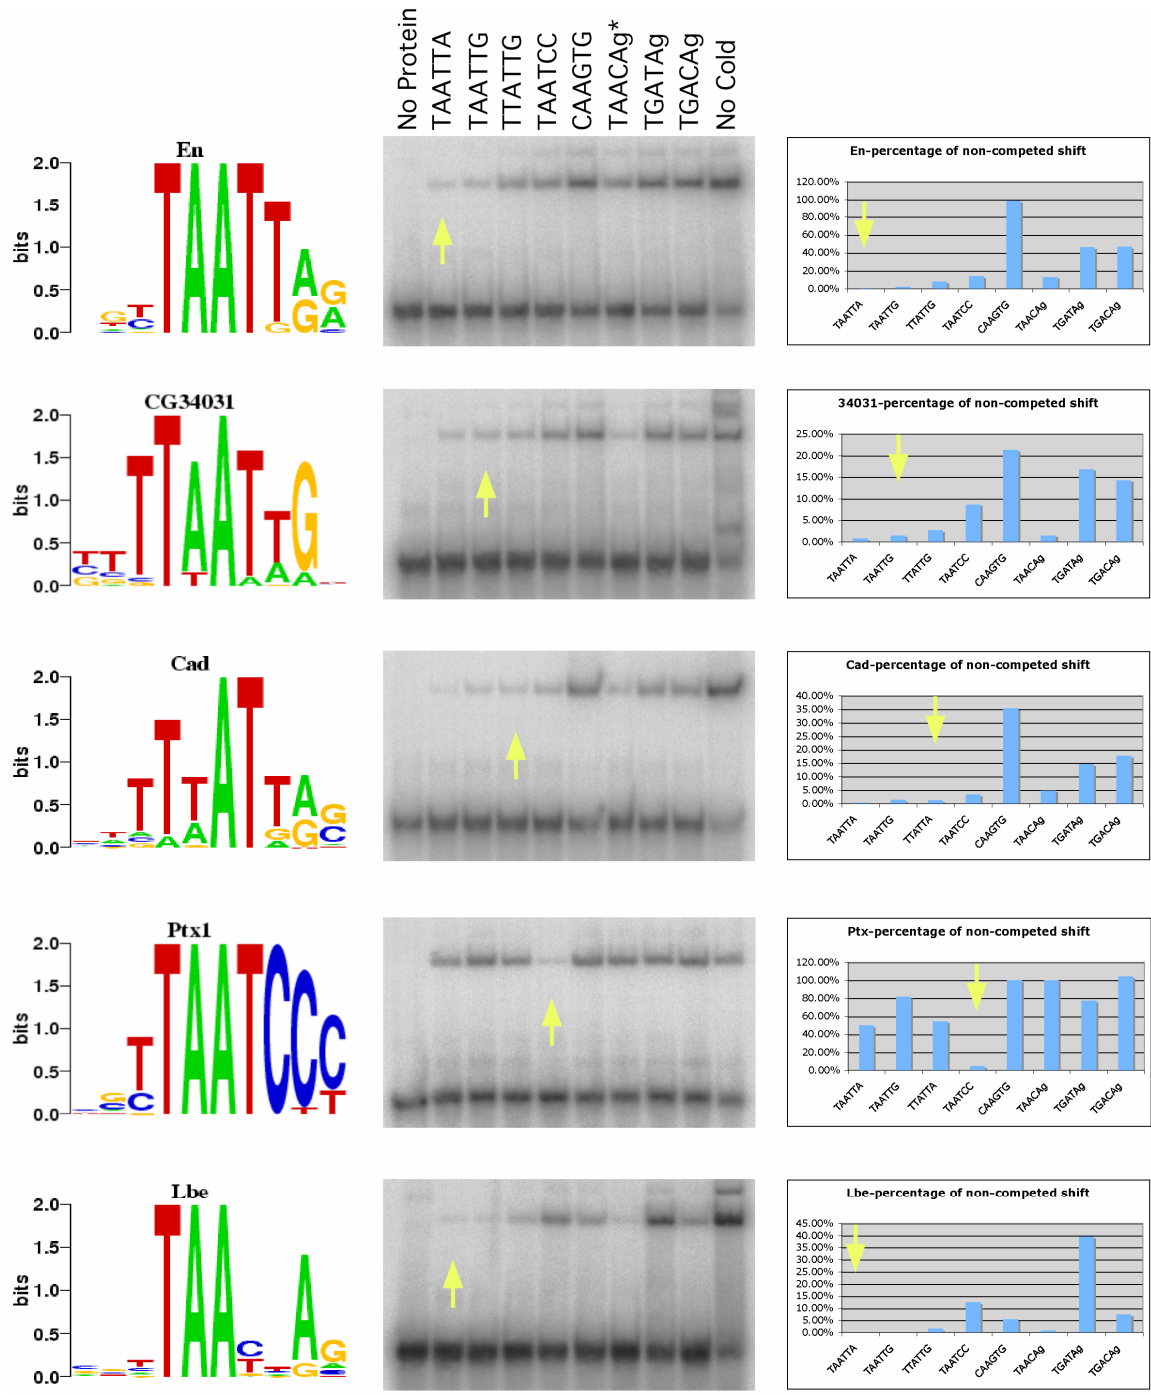 No Protein
TAATTA
TAATTG
TTATTG
TAATCC
CAAGTG
TAACAg*
TGATAg
TGACAg
No Cold
En
2.0
1.5
1.0
0.5
0.0
bits
En-percentage of non-competed shift
120.00%
100.00%
80.00%
60.00%
40.00%
20.00%
0.00%
TAATTA
TAATTG
TTATTG
TAATCC
CAAGTG
TAACAg
TGATAg
TGACAg
CG34031
2.0
1.5
1.0
0.5
0.0
bits
34031-percentage of non-competed shift
25.00%
20.00%
15.00%
10.00%
5.00%
0.00%
TAATTA
TAATTG
TTATTG
TAATCC
CAAGTG
TAACAg
TGATAg
TGACAg
Cad
2.0
1.5
1.0
0.5
0.0
bits
Cad-percentage of non-competed shift
40.00%
35.00%
30.00%
25.00%
20.00%
15.00%
10.00%
5.00%
0.00%
TAATTA
TAATTG
TTATTA
TAATCC
CAAGTG
TAACAg
TGATAg
TGACAg
Ptx1
2.0
1.5
1.0
0.5
0.0
bits
Ptx-percentage of non-competed shift
120.00%
100.00%
80.00%
60.00%
40.00%
20.00%
0.00%
TAATTA
TAATTG
TTATTA
TAATCC
CAAGTG
TAACAg
TGATAg
TGACAg
Lbe
2.0
1.5
1.0
0.5
0.0
bits
Lbe-percentage of non-competed shift
45.00%
40.00%
35.00%
30.00%
25.00%
20.00%
15.00%
10.00%
5.00%
0.00%
TAATTA
TAATTG
TTATTG
TAATCC
CAAGTG
TAACAg
TGATAg
TGACAg